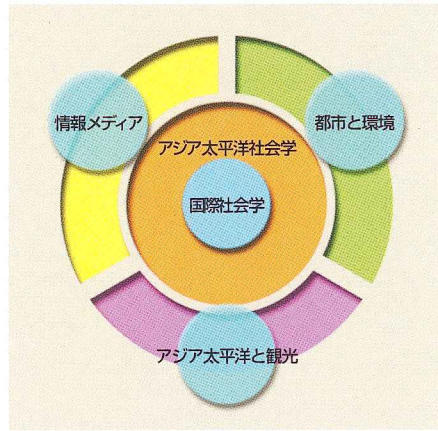 情報メディア
都市と環境
アジア太平洋社会学
国際社会学
アジア太平洋と観光